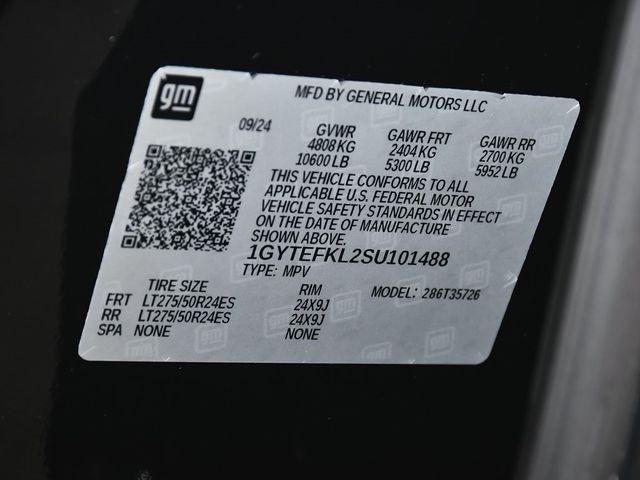 gm
MFD BY GENERAL MOTORS LLC
09/24 GVWR GAWR FRT GAWR RR
4808 KG 2404 KG 2700 KG
10600 LB 5300 LB 5952 LB
THIS VEHICLE CONFORMS TO ALL
APPLICABLE U.S. FEDERAL MOTOR
VEHICLE SAFETY STANDARDS IN EFFECT
ON THE DATE OF MANUFACTURE
SHOWN ABOVE.
1GYTEFKL2SU101488
TYPE: MPV
TIRE SIZE RIM MODEL: 286T35726
FRT LT275/50R24ES 24X9J
RR LT275/50R24ES 24X9J
SPA NONE NONE